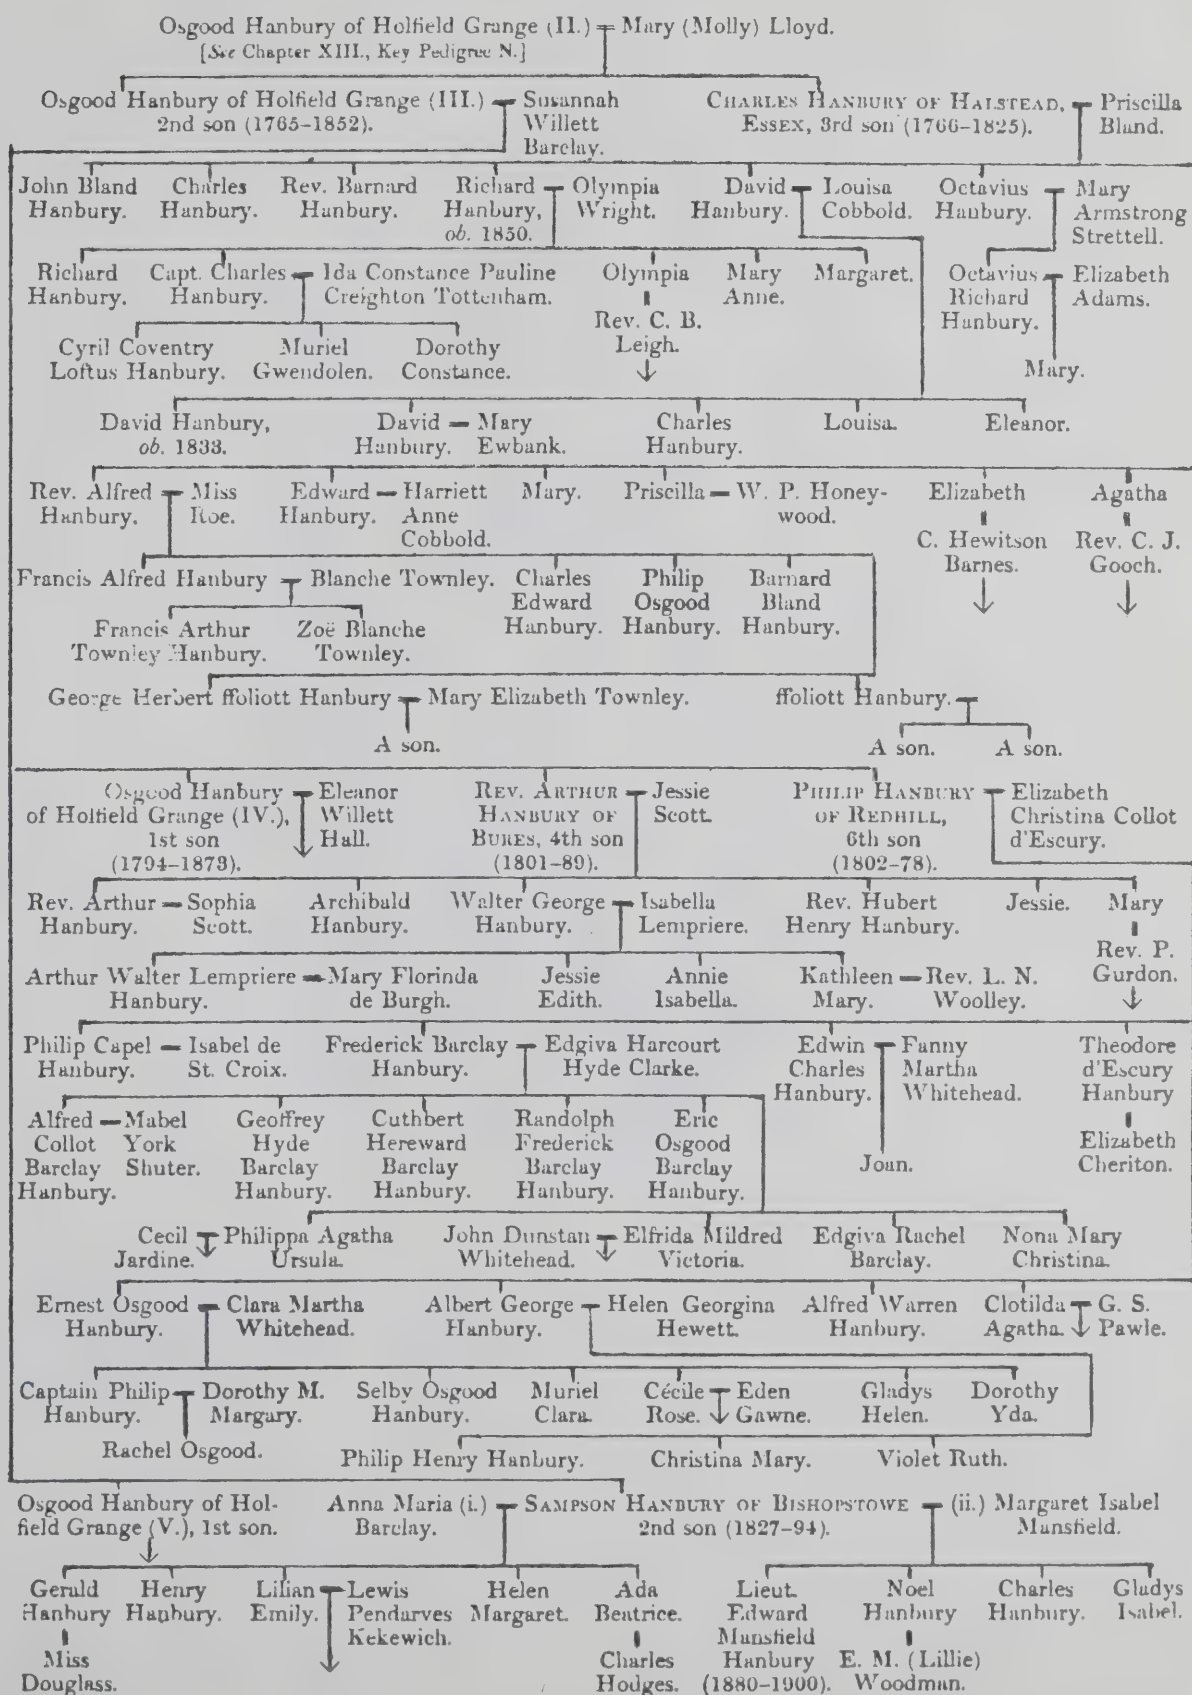 Osgood Hanbury of Holfield Grange (II.) = Mary (Molly) Lloyd.
[See Chapter XIII., Key Pedigree N.]
Osgood Hanbury of Holfield Grange (III.) Susannah CHARLES HANBURY OF HALSTEAD, Priscilla
2nd son (1765-1852). Willett ESSEX, 3rd son (1766-1825). Bland.
Barclay.
John Bland Charles Rev. Barnard Richard Olympia David Louisa Octavius Mary
Hanbury. Hanbury. Hanbury. Hanbury, Wright. Hanbury. Cobbold. Hanbury. Armstrong
ob. 1850. Strettell.
Richard Capt. Charles Ida Constance Pauline Olympia Mary Margaret. Octavius Elizabeth
Hanbury. Hanbury. Creighton Tottenham. Anne. Richard Adams.
Rev. C. B. Hanbury.
Cyril Coventry Muriel Dorothy Leigh.
Loftus Hanbury. Gwendolen. Constance. Mary.
David Hanbury, David Mary Charles Louisa. Eleanor.
ob. 1833. Hanbury. Ewbank. Hanbury.
Rev. Alfred Miss Edward Harriett Mary. Priscilla W. P. Honey- Elizabeth Agatha
Hanbury. Roe. Hanbury. Anne wood.
Cobbold. C. Hewitson Rev. C. J.
Barnes. Gooch.
Francis Alfred Hanbury Blanche Townley. Charles Philip Barnard
Edward Osgood Bland
Hanbury. Hanbury. Hanbury.
Francis Arthur Zoë Blanche
Townley Hanbury. Townley.
George Herbert ffoliott Hanbury Mary Elizabeth Townley. ffoliott Hanbury.
A son. A son. A son.
Osgood Hanbury Eleanor REV. ARTHUR Jessie PHILIP HANBURY Elizabeth
of Holfield Grange (IV.), Willett HANBURY OF Scott. OF REDHILL, Christina Collot
1st son Hall. BURES, 4th son 6th son d'Escury.
(1794-1873). (1801-89). (1802-78).
Rev. Arthur Sophia Archibald Walter George Isabella Rev. Hubert Jessie. Mary
Hanbury. Scott. Hanbury. Hanbury. Lempriere. Henry Hanbury.
Rev. P.
Gurdon.
Arthur Walter Lempriere Mary Florinda Jessie Annie Kathleen Rev. L. N.
Hanbury. de Burgh. Edith. Isabella. Mary. Woolley.
Philip Capel Isabel de Frederick Barclay Edgiva Harcourt Edwin Fanny Theodore
Hanbury. St. Croix. Hanbury. Hyde Clarke. Charles Martha d'Escury
Hanbury. Whitehead. Hanbury
Alfred Mabel Geoffrey Cuthbert Randolph Eric
Collot York Hyde Hereward Frederick Osgood Elizabeth
Barclay Shuter. Barclay Barclay Barclay Barclay Joan. Cheriton.
Hanbury. Hanbury. Hanbury. Hanbury. Hanbury.
Cecil Philippa Agatha John Dunstan Elfrida Mildred Edgiva Rachel Nona Mary
Jardine. Ursula. Whitehead. Victoria. Barclay. Christina.
Ernest Osgood Clara Martha Albert George Helen Georgina Alfred Warren Clotilda G. S.
Hanbury. Whitehead. Hanbury. Hewett. Hanbury. Agatha. Pawle.
Captain Philip Dorothy M. Selby Osgood Muriel Cécile Eden Gladys Dorothy
Hanbury. Margary. Hanbury. Clara. Rose. Gawne. Helen. Yda.
Rachel Osgood. Philip Henry Hanbury. Christina Mary. Violet Ruth.
Osgood Hanbury of Hol- Anna Maria (i.) SAMPSON HANBURY OF BISHOPSTOWE (ii.) Margaret Isabel
field Grange (V.), 1st son. Barclay. 2nd son (1827-94). Mansfield.
Gerald Henry Lilian Lewis Helen Ada Lieut. Noel Charles Gladys
Hanbury Hanbury. Emily. Pendarves Margaret. Beatrice. Edward Hanbury Hanbury. Isabel.
Kekewich. Mansfield
Miss Charles Hanbury E. M. (Lillie)
Douglass. Hodges. (1880-1900). Woodman.